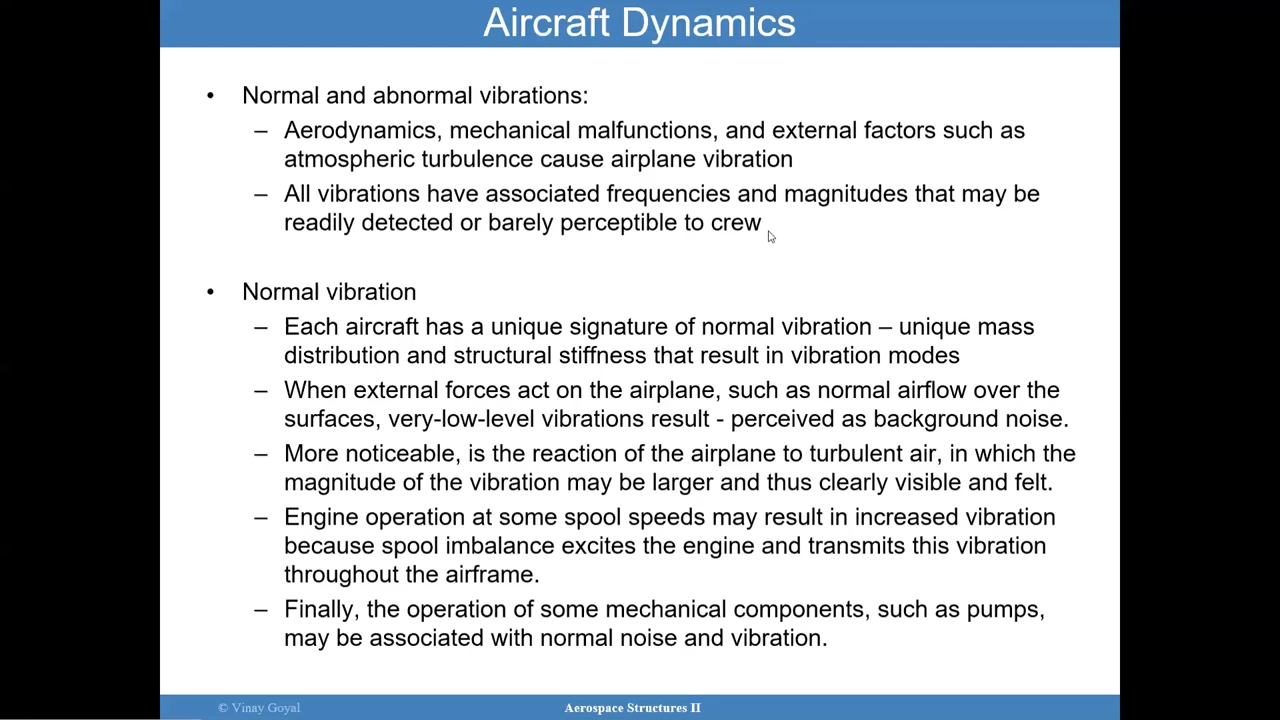 Aircraft Dynamics
• Normal and abnormal vibrations:
– Aerodynamics, mechanical malfunctions, and external factors such as
atmospheric turbulence cause airplane vibration
– All vibrations have associated frequencies and magnitudes that may be
readily detected or barely perceptible to crew
• Normal vibration
– Each aircraft has a unique signature of normal vibration – unique mass
distribution and structural stiffness that result in vibration modes
– When external forces act on the airplane, such as normal airflow over the
surfaces, very-low-level vibrations result - perceived as background noise.
– More noticeable, is the reaction of the airplane to turbulent air, in which the
magnitude of the vibration may be larger and thus clearly visible and felt.
– Engine operation at some spool speeds may result in increased vibration
because spool imbalance excites the engine and transmits this vibration
throughout the airframe.
– Finally, the operation of some mechanical components, such as pumps,
may be associated with normal noise and vibration.
© Vinay Goyal
Aerospace Structures II